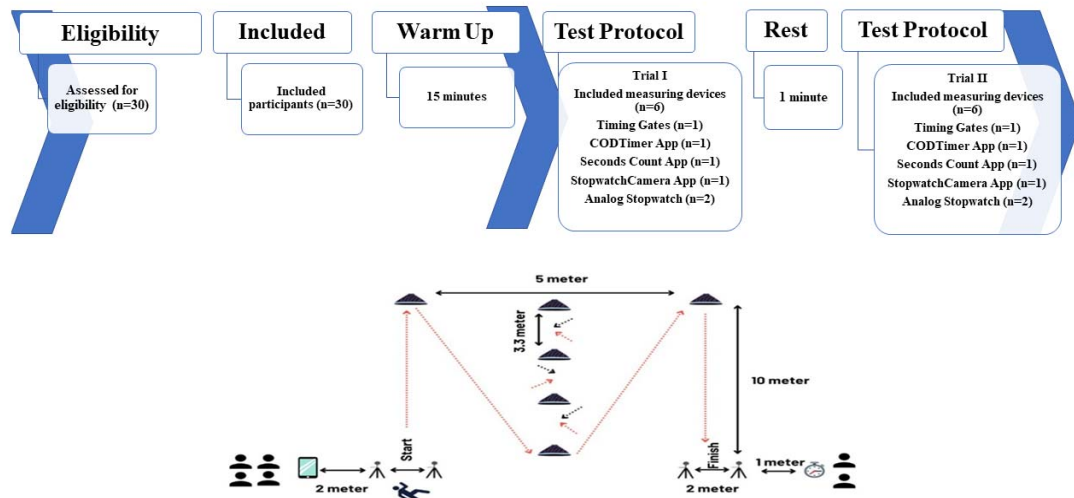 Eligibility
Assessed for
eligibility (n=30)
Included
Included
participants (n=30)
Warm Up
15 minutes
Test Protocol
Trial I
Included measuring devices
(n=6)
Timing Gates (n=1)
CODTimer App (n=1)
Seconds Count App (n=1)
StopwatchCamera App (n=1)
Analog Stopwatch (n=2)
Rest
1 minute
Test Protocol
Trial II
Included measuring devices
(n=6)
Timing Gates (n=1)
CODTimer App (n=1)
Seconds Count App (n=1)
StopwatchCamera App (n=1)
Analog Stopwatch (n=2)
5 meter
3.3 meter
10 meter
Start
Finish
1 meter
2 meter
2 meter